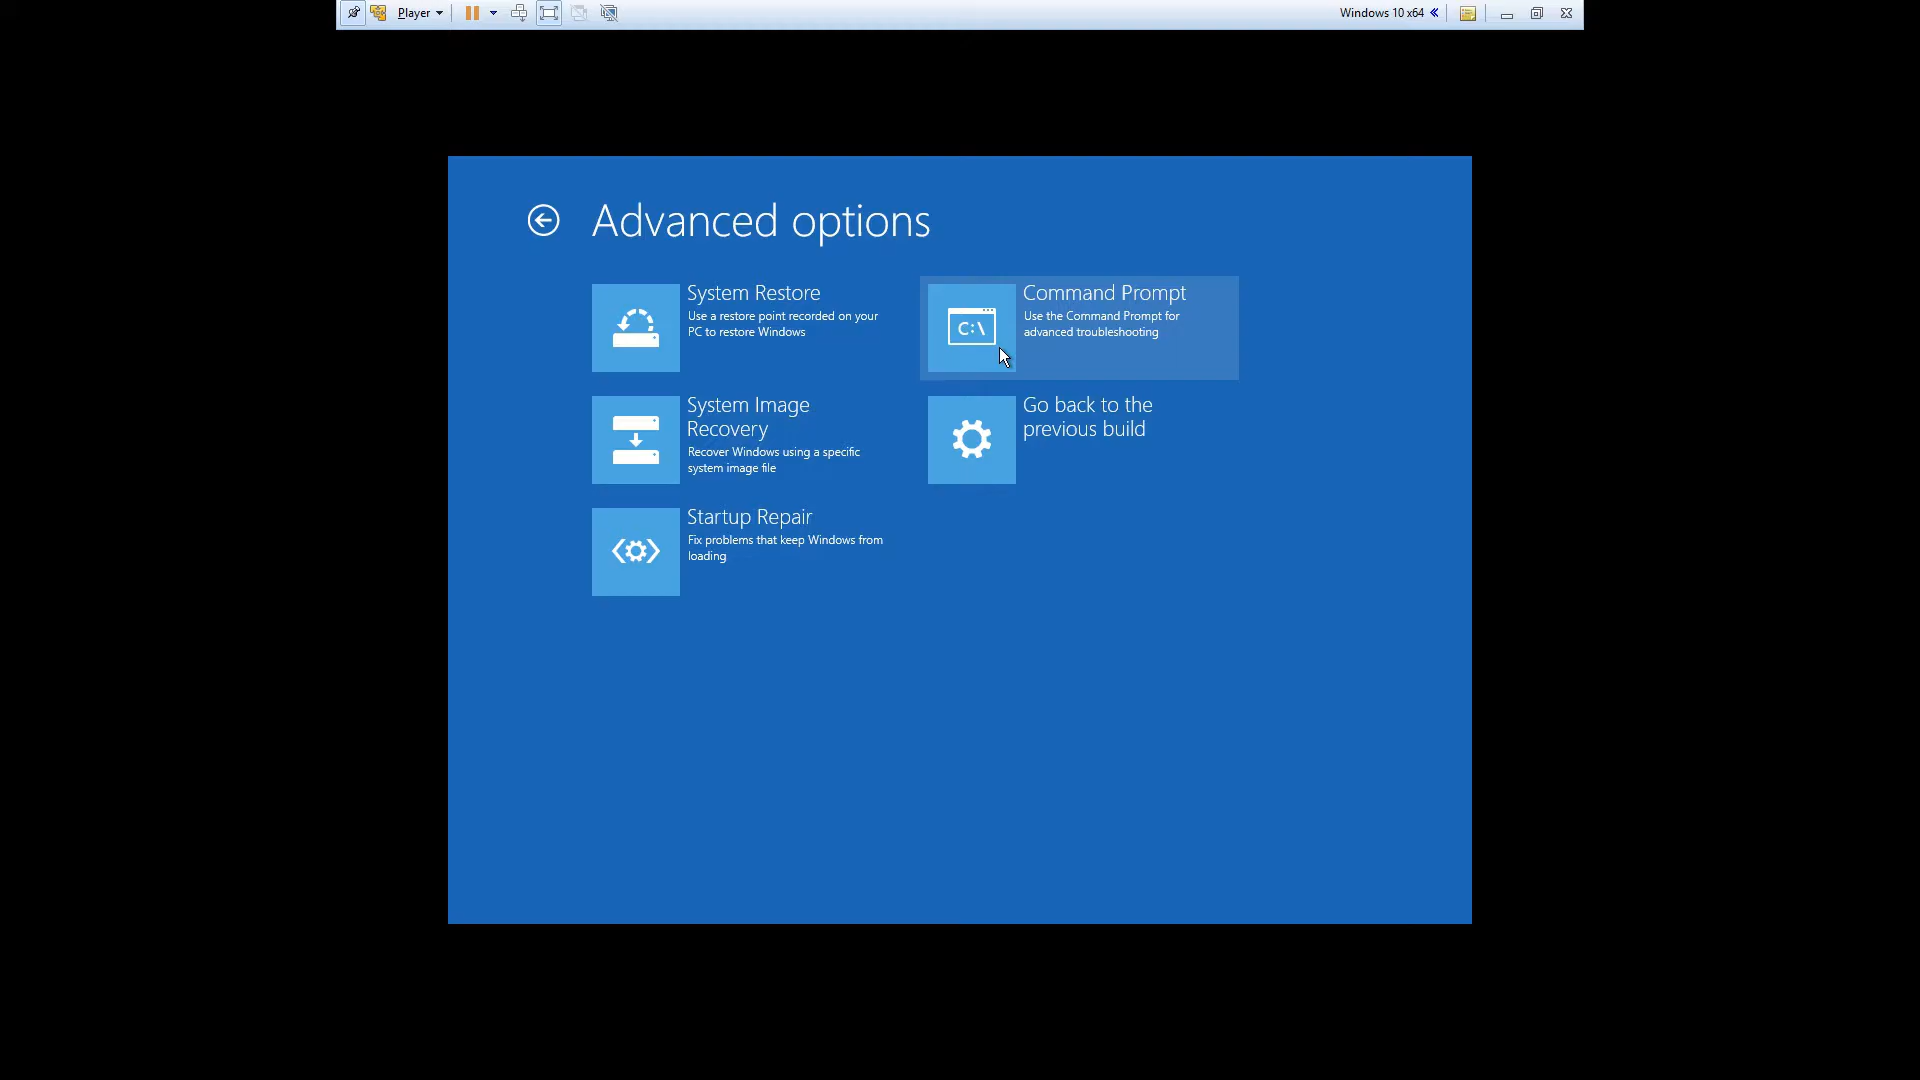 Player
Windows 10 x64
Advanced options
System Restore
Use a restore point recorded on your
PC to restore Windows
C:\
Command Prompt
Use the Command Prompt for
advanced troubleshooting
System Image
Recovery
Recover Windows using a specific
system image file
Go back to the
previous build
Startup Repair
Fix problems that keep Windows from
loading